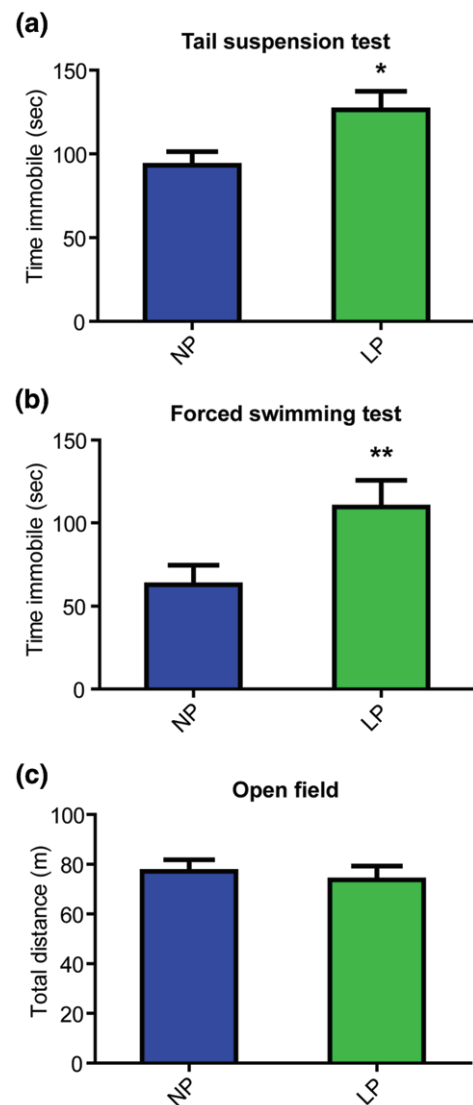 (a)
Tail suspension test
150
*
100
50
0
Time immobile (sec)
NP
LP
(b)
Forced swimming test
150
**
100
50
0
Time immobile (sec)
NP
LP
(c)
Open field
100
80
60
40
20
0
Total distance (m)
NP
LP